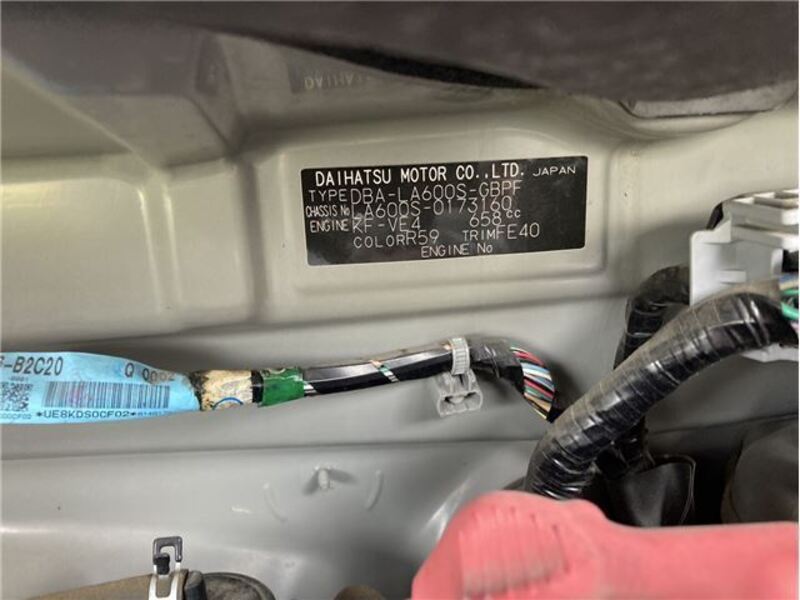 DAIHATSU MOTOR CO.,LTD. JAPAN
TYPE DBA-LA600S-GBPF
CHASSIS No LA600S-0173160
ENGINE KF-VE4 658cc
COLOR R59 TRIM FE40
ENGINE No
-B2C20 Q 0002
*UE8KDS0CF02*